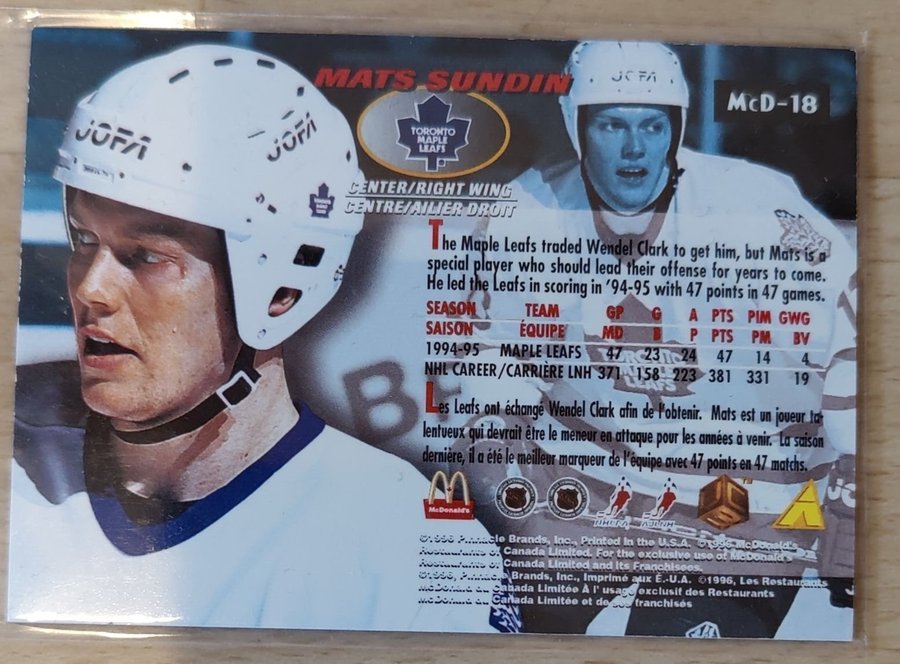 MATS SUNDIN
McD-18
JOFA
JOFA
JOFA
TORONTO
MAPLE
LEAFS
CENTER/RIGHT WING
CENTRE/AILIER DROIT
The Maple Leafs traded Wendel Clark to get him, but Mats is a
special player who should lead their offense for years to come.
He led the Leafs in scoring in '94-95 with 47 points in 47 games.
SEASON TEAM GP G A PTS PIM GWG
SAISON ÉQUIPE MD B P PTS PM BV
1994-95 MAPLE LEAFS 47 23 24 47 14 4
NHL CAREER/CARRIÈRE LNH 371 158 223 381 331 19
Les Leafs ont échangé Wendel Clark afin de l'obtenir. Mats est un joueur ta-
lentueux qui devrait être le meneur en attaque pour les années à venir. La saison
dernière, il a été le meilleur marqueur de l'équipe avec 47 points en 47 matchs.
McDonald's
NHLPA AJLNH
©1996 Pinnacle Brands, Inc., Printed in the U.S.A. ©1996 McDonald's
Restaurants of Canada Limited. For the exclusive use of McDonald's
Restaurants of Canada Limited and its Franchisees.
©1996, Pinnacle Brands, Inc., Imprimé aux É.-U.A. ©1996, Les Restaurants
McDonald du Canada Limitée À l'usage exclusif des Restaurants
McDonald du Canada Limitée et de ses franchisés